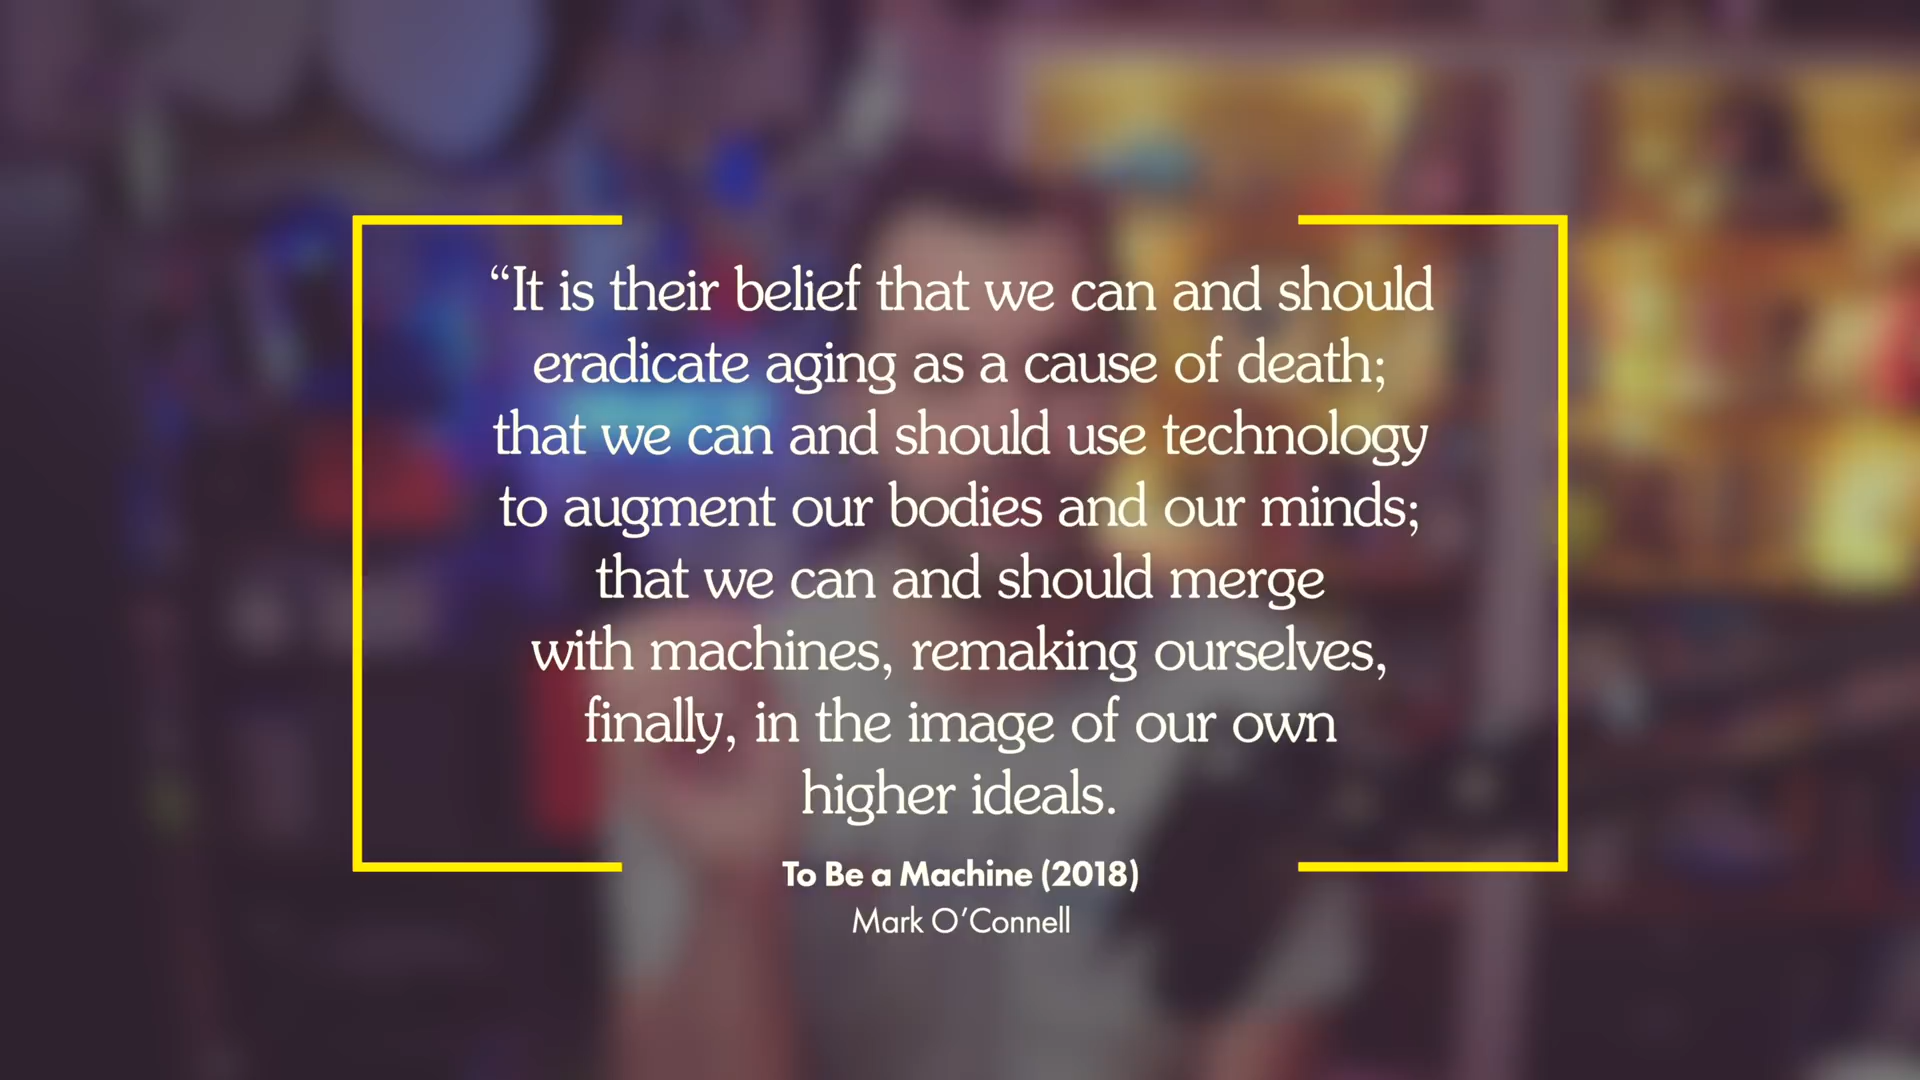 “It is their belief that we can and should
eradicate aging as a cause of death;
that we can and should use technology
to augment our bodies and our minds;
that we can and should merge
with machines, remaking ourselves,
finally, in the image of our own
higher ideals.
To Be a Machine (2018)
Mark O’Connell